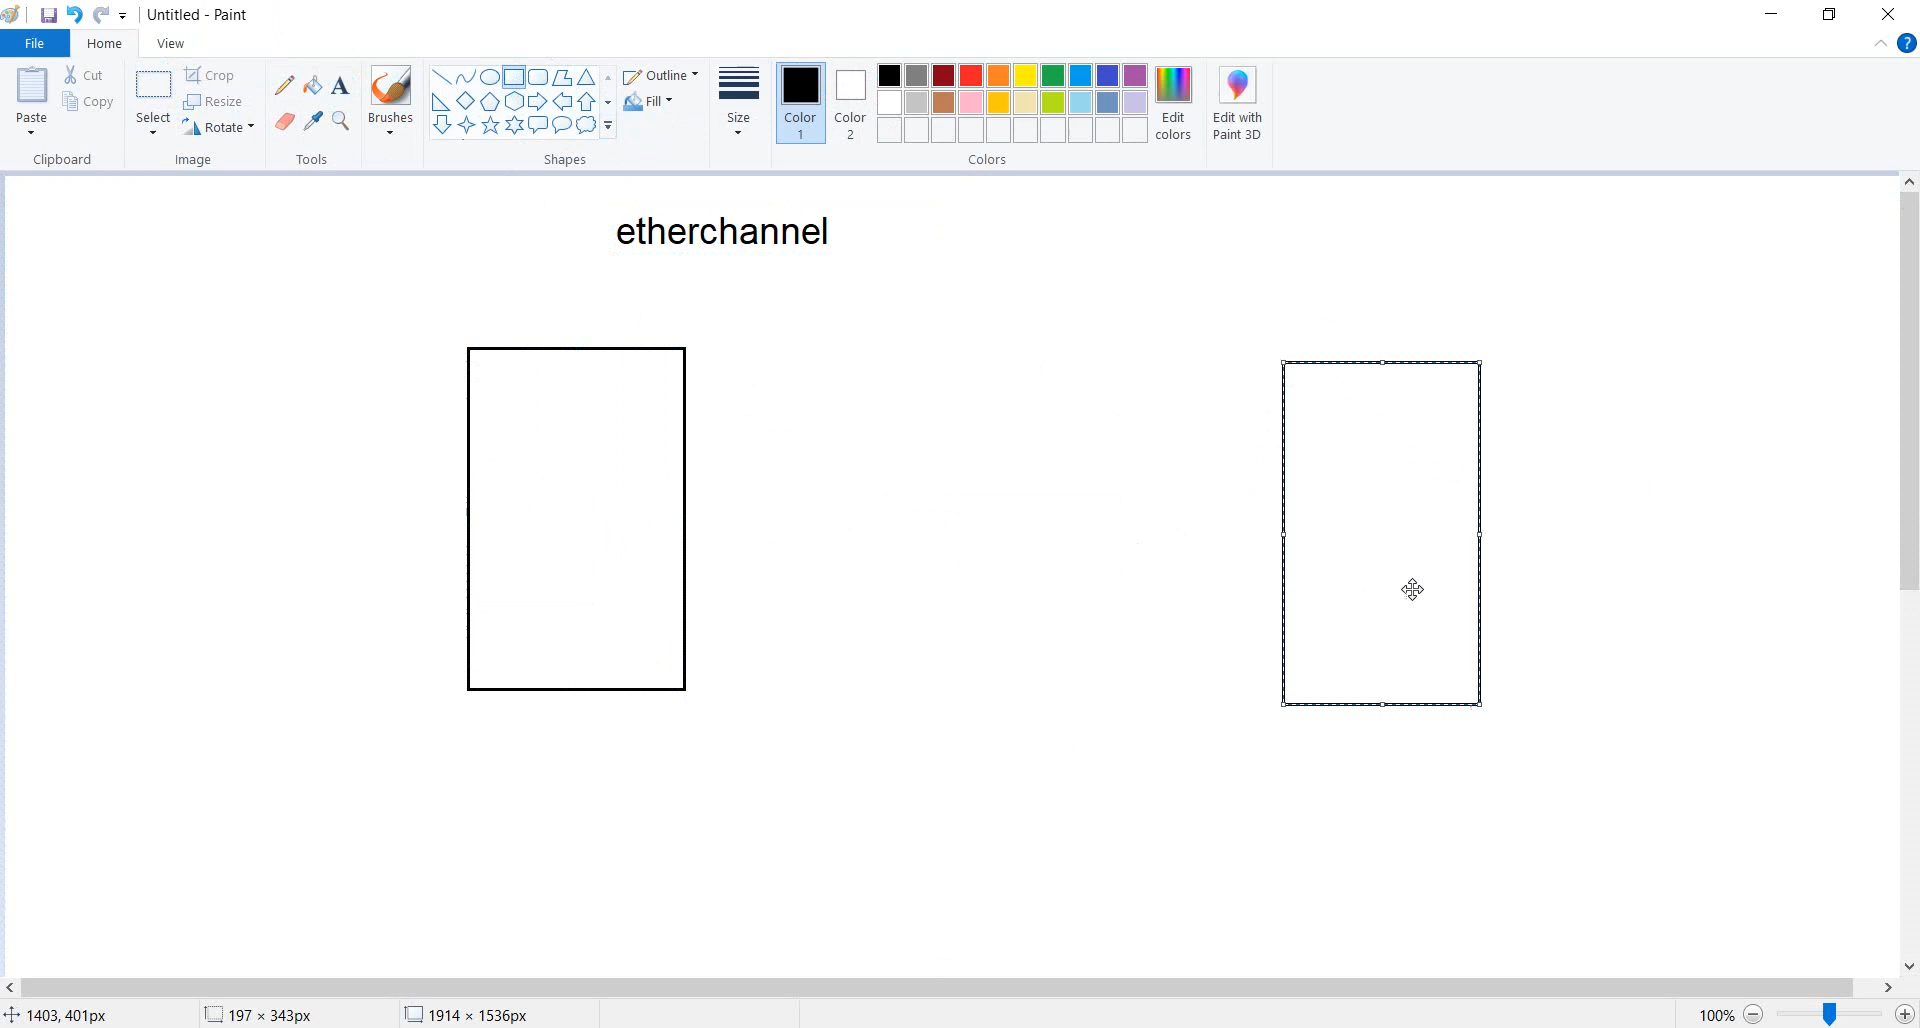 Untitled - Paint
File Home View
Paste
Cut
Copy
Clipboard
Select
Crop
Resize
Rotate
Image
A
Tools
Brushes
Shapes
Outline
Fill
Size
Color 1
Color 2
Edit colors
Colors
Edit with Paint 3D
?
etherchannel
1403, 401px 197 × 343px 1914 × 1536px 100%